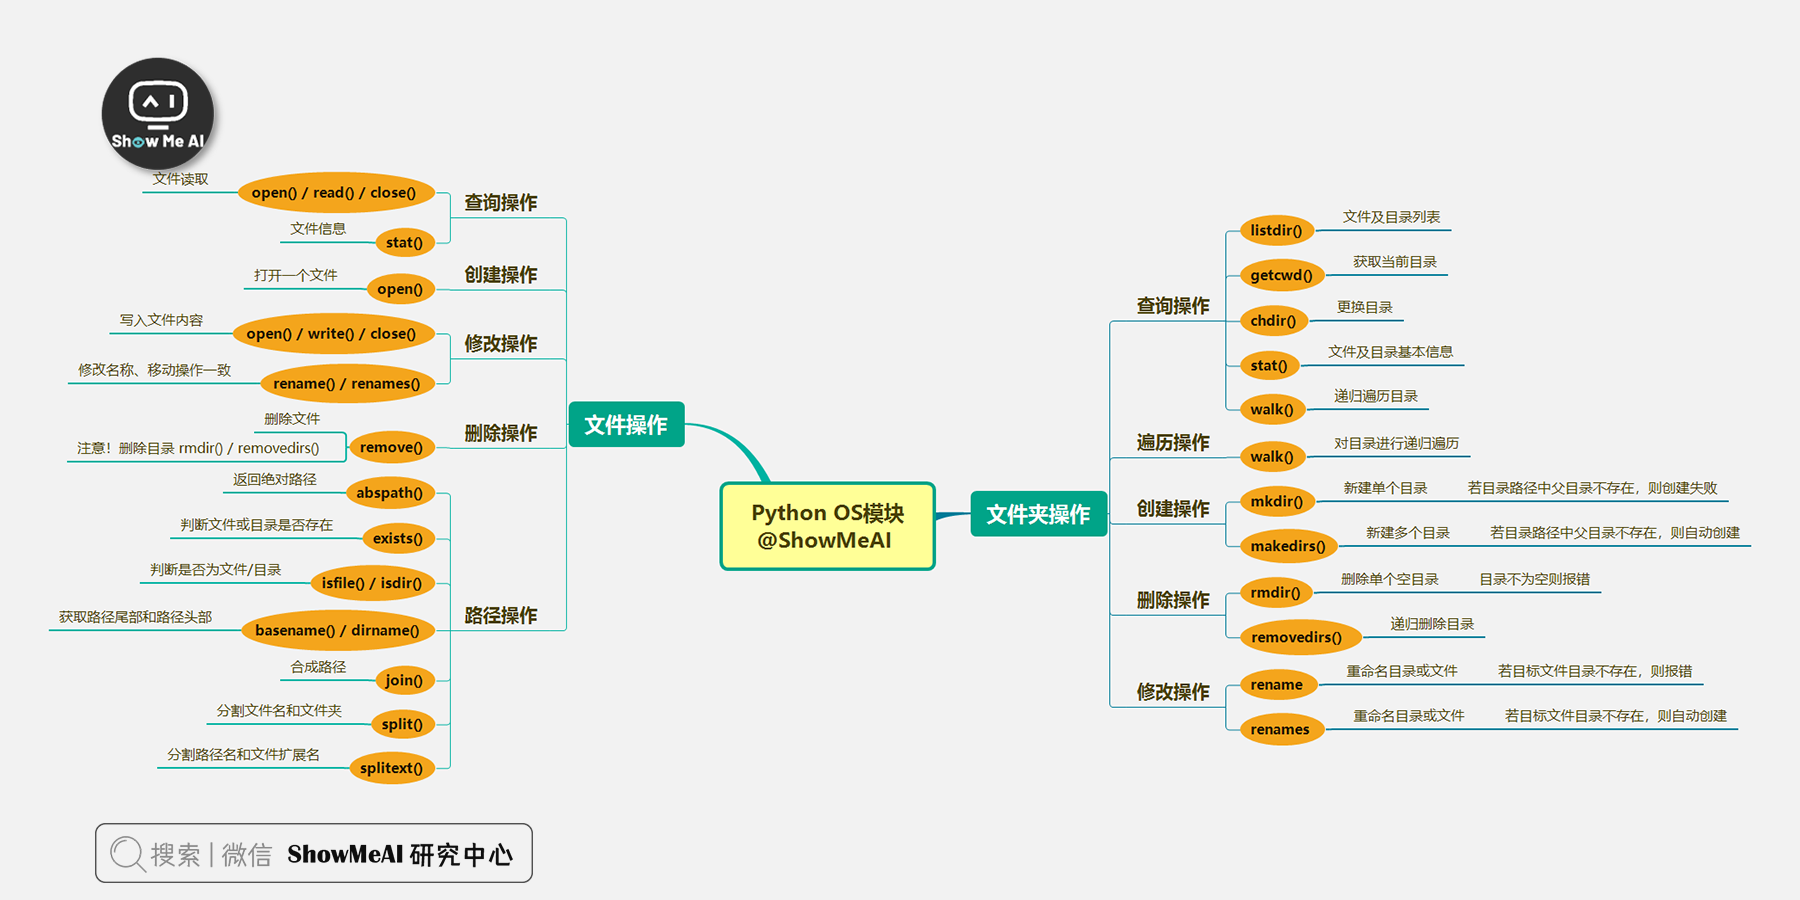 Show Me AI
文件读取
open() / read() / close()
查询操作
文件信息
stat()
打开一个文件
open()
创建操作
写入文件内容
open() / write() / close()
修改操作
修改名称、移动操作一致
rename() / renames()
删除文件
注意！删除目录 rmdir() / removedirs()
remove()
删除操作
返回绝对路径
abspath()
判断文件或目录是否存在
exists()
判断是否为文件/目录
isfile() / isdir()
获取路径尾部和路径头部
basename() / dirname()
路径操作
合成路径
join()
分割文件名和文件夹
split()
分割路径名和文件扩展名
splitext()
文件操作
Python OS模块
@ShowMeAI
文件夹操作
查询操作
listdir()
文件及目录列表
getcwd()
获取当前目录
chdir()
更换目录
stat()
文件及目录基本信息
walk()
递归遍历目录
遍历操作
walk()
对目录进行递归遍历
创建操作
mkdir()
新建单个目录
若目录路径中父目录不存在，则创建失败
makedirs()
新建多个目录
若目录路径中父目录不存在，则自动创建
删除操作
rmdir()
删除单个空目录
目录不为空则报错
removedirs()
递归删除目录
修改操作
rename
重命名目录或文件
若目标文件目录不存在，则报错
renames
重命名目录或文件
若目标文件目录不存在，则自动创建
搜索 | 微信 ShowMeAI 研究中心